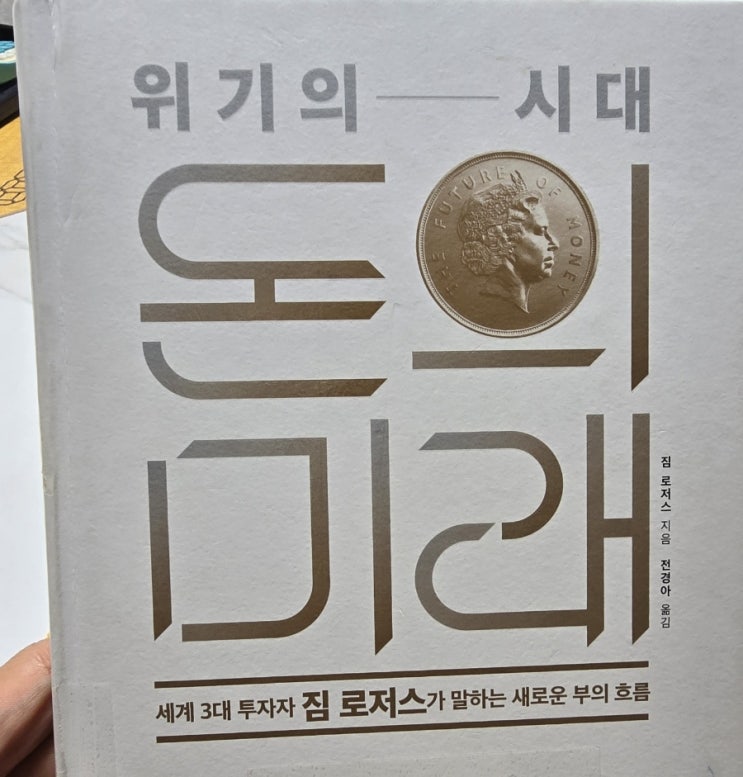 위기의 시대
돈의
THE FUTURE OF MONEY
미래
짐 로저스 지음 전경아 옮김
세계 3대 투자자 짐 로저스가 말하는 새로운 부의 흐름